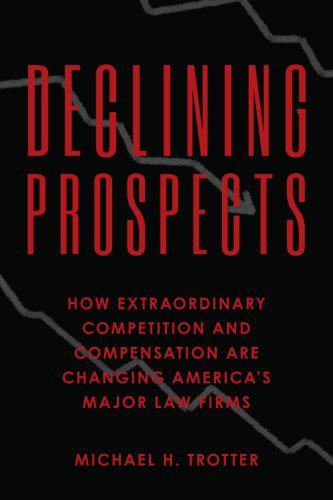 DECLINING
PROSPECTS
HOW EXTRAORDINARY
COMPETITION AND
COMPENSATION ARE
CHANGING AMERICA'S
MAJOR LAW FIRMS
MICHAEL H. TROTTER